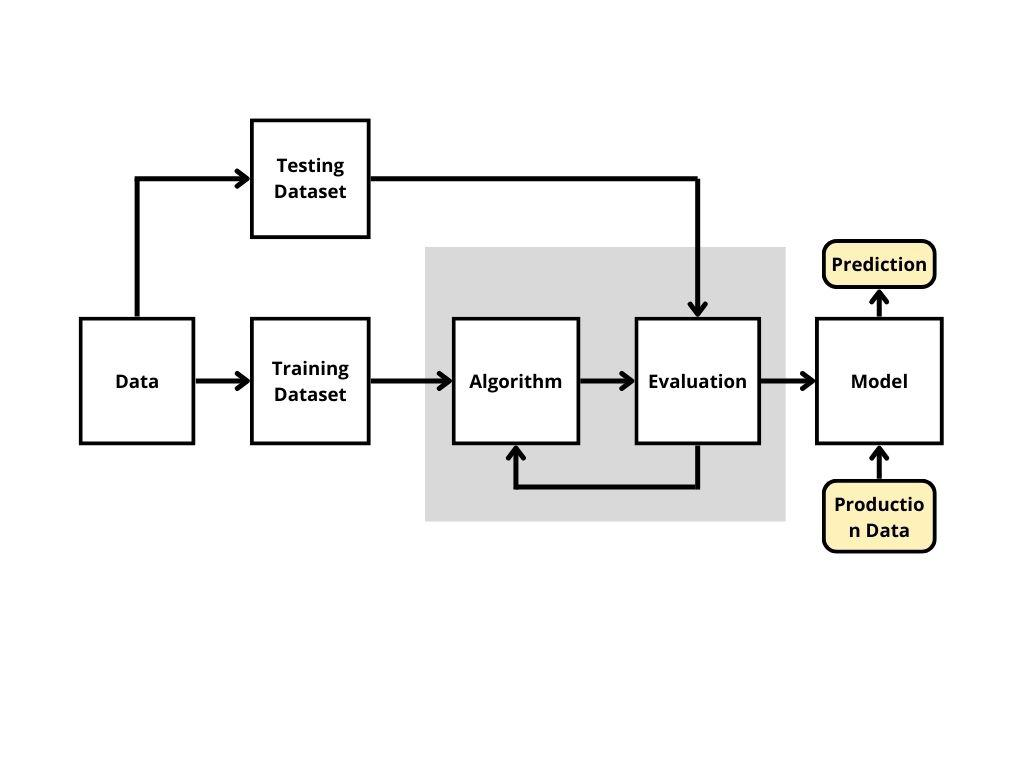 Testing
Dataset
Prediction
Data
Training
Dataset
Algorithm
Evaluation
Model
Productio
n Data